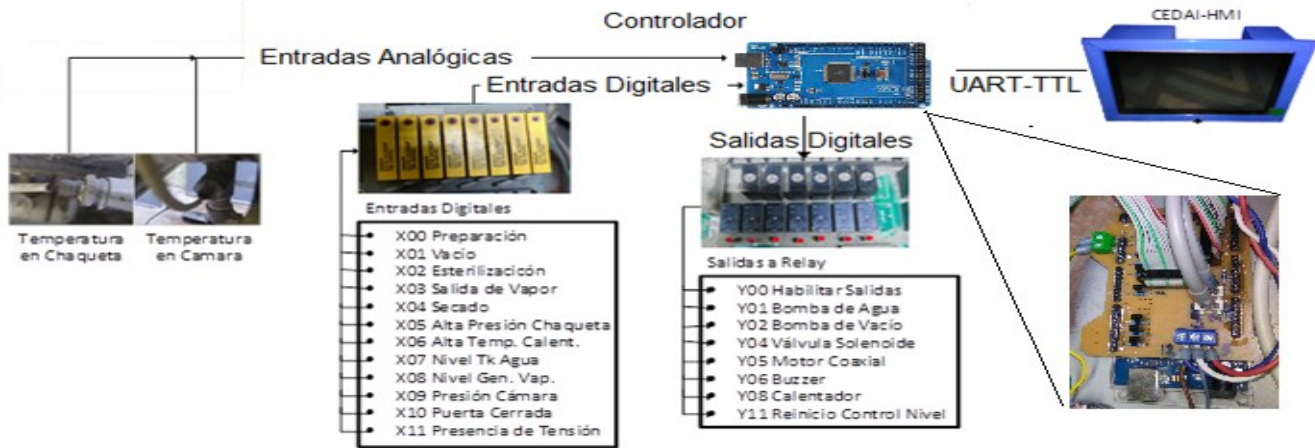 Controlador
CEDAI-HMI
Entradas Analógicas
Entradas Digitales
UART-TTL
Salidas Digitales
Temperatura
en Chaqueta
Temperatura
en Camara
Entradas Digitales
X00 Preparación
X01 Vacío
X02 Esterilizacicón
X03 Salida de Vapor
X04 Secado
X05 Alta Presión Chaqueta
X06 Alta Temp. Calent.
X07 Nivel Tk Agua
X08 Nivel Gen. Vap.
X09 Presión Cámara
X10 Puerta Cerrada
X11 Presencia de Tensión
Salidas a Relay
Y00 Habilitar Salidas
Y01 Bomba de Agua
Y02 Bomba de Vacío
Y04 Válvula Solenoide
Y05 Motor Coaxial
Y06 Buzzer
Y08 Calentador
Y11 Reinicio Control Nivel